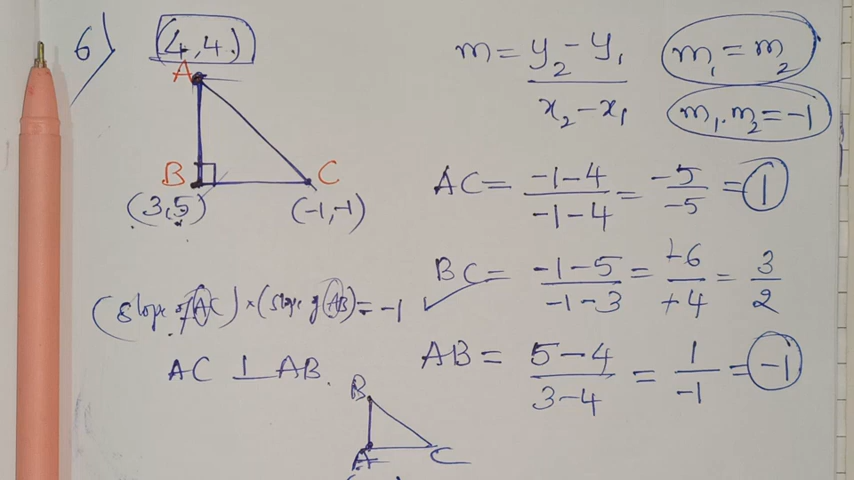 6) (4,4)
A
B C
(3,5) (-1,-1)
m = y₂ - y₁ / x₂ - x₁
m₁ = m₂
m₁.m₂ = -1
AC = -1-4 / -1-4 = -5 / -5 = 1
BC = -1-5 / -1-3 = +6 / +4 = 3 / 2
(Slope of AC) × (Slope of AB) = -1 ✓
AC ⊥ AB.
AB = 5-4 / 3-4 = 1 / -1 = -1
B
A C